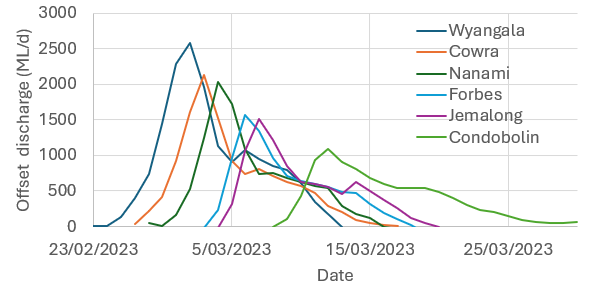 3000
2500
2000
1500
1000
500
0
Offset discharge (ML/d)
Wyangala
Cowra
Nanami
Forbes
Jemalong
Condobolin
23/02/2023 5/03/2023 15/03/2023 25/03/2023
Date